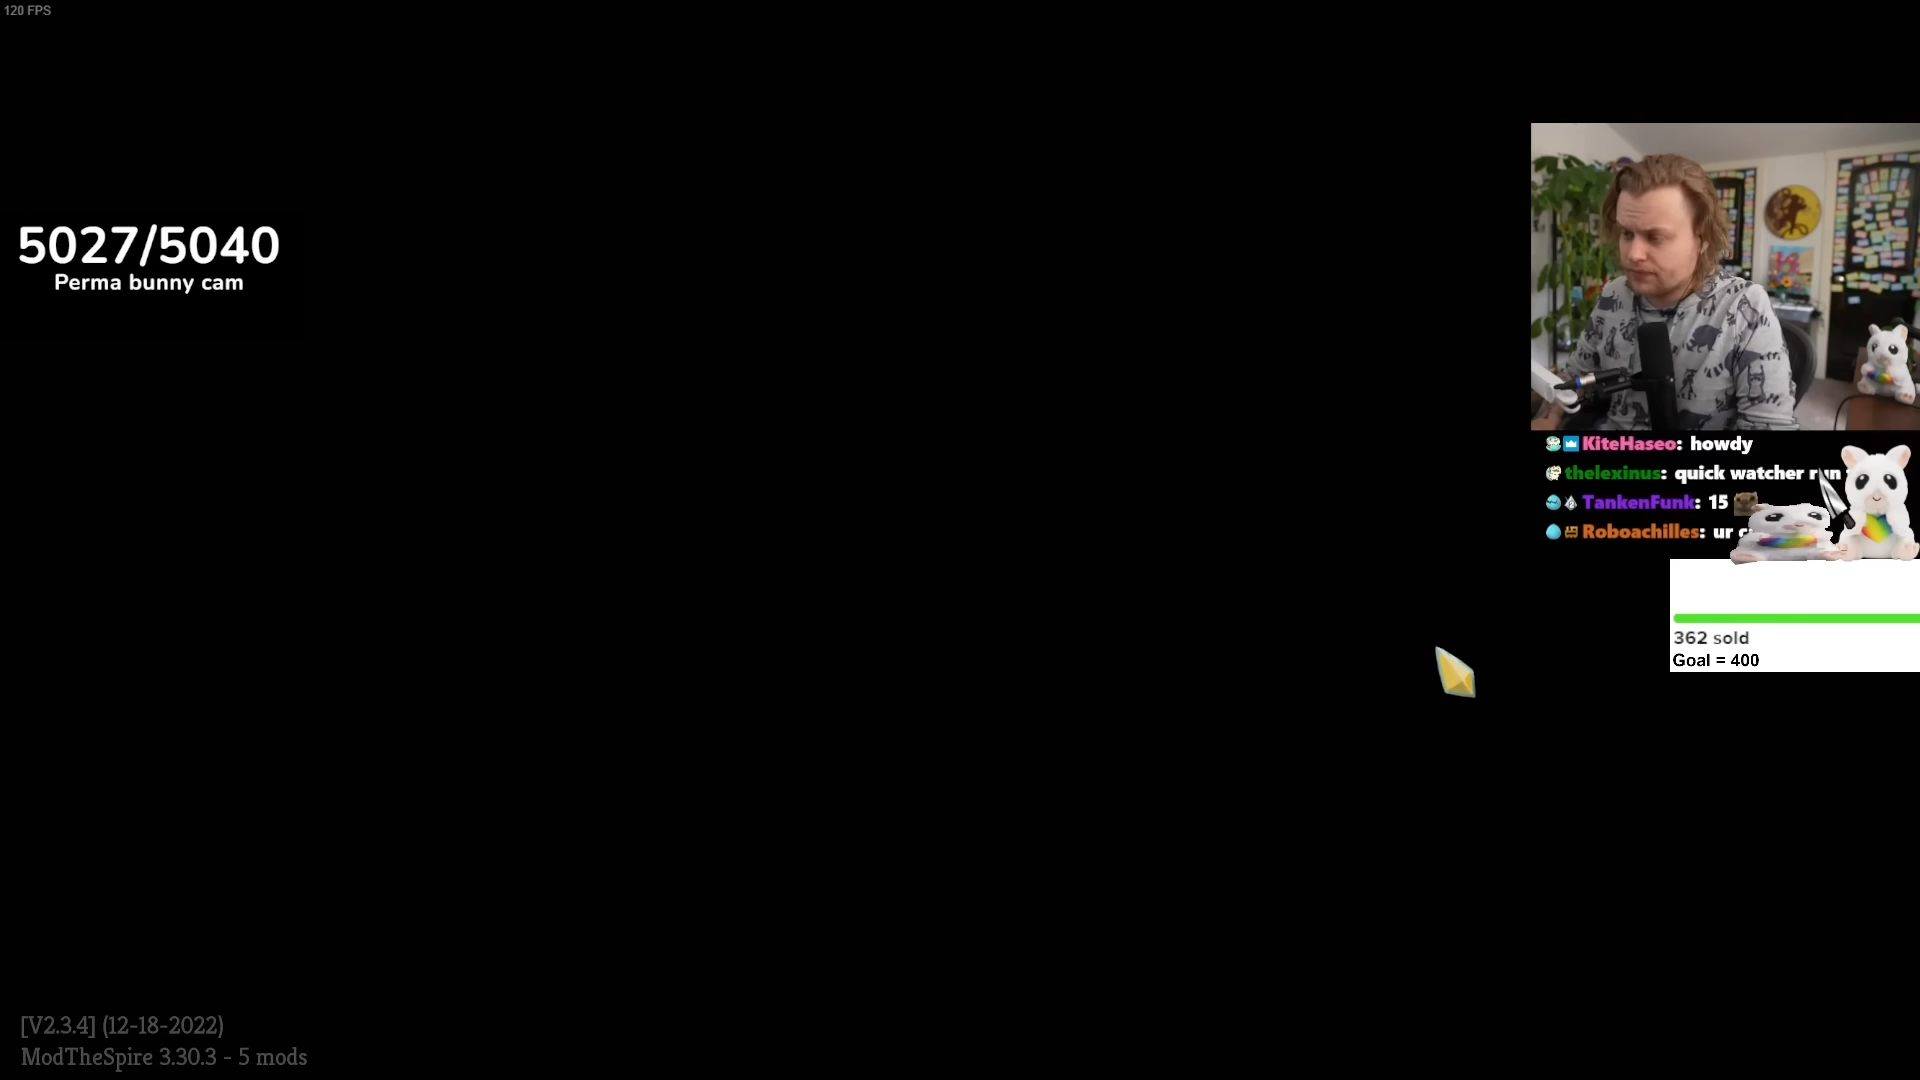 120 FPS
5027/5040
Perma bunny cam
KiteHaseo: howdy
thelexinus: quick watcher run
TankenFunk: 15
Roboachilles: ur
362 sold
Goal = 400
[V2.3.4] (12-18-2022)
ModTheSpire 3.30.3 - 5 mods